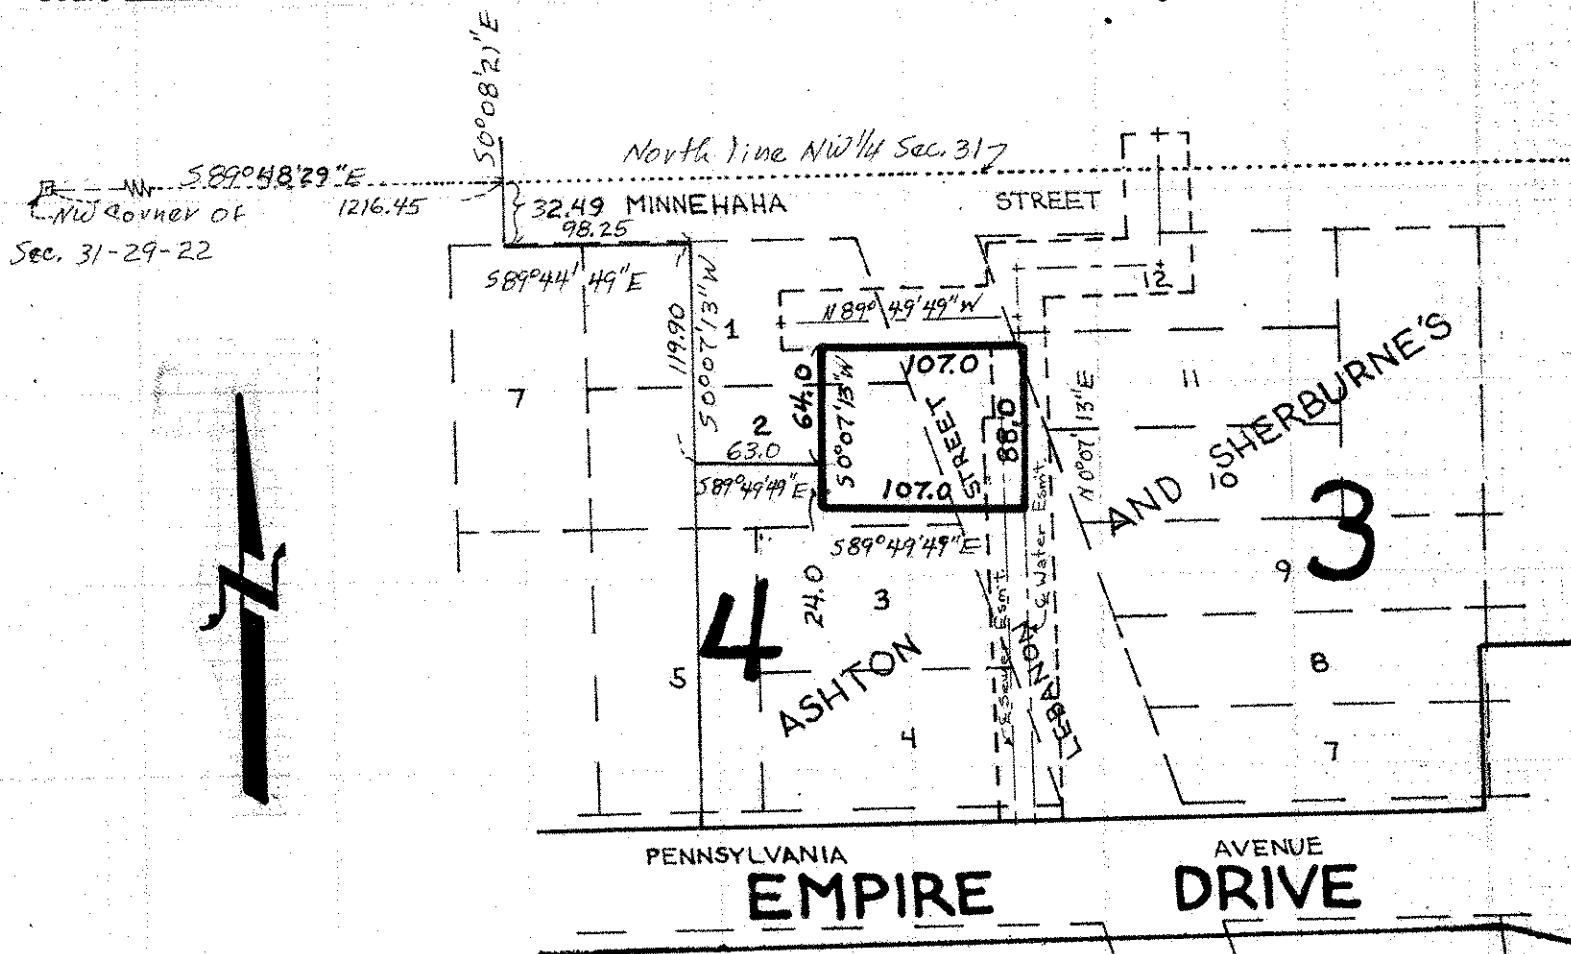 S0°08'21"E
North line NW 1/4 Sec. 31
S89°48'29"E
NW Corner of
Sec. 31-29-22
1216.45
32.49
MINNEHAHA
STREET
98.25
S89°44'49"E
12
N89°49'49"W
119.90
S0°07'13"W
1
107.0
64.0
S0°07'13"W
STREET
88.0
N0°07'13"E
11
AND SHERBURNE'S
7
2
63.0
S89°49'49"E
107.0
10
3
S89°49'49"E
24.0
3
9
℄ Water Esm't.
℄ Sewer Esm't
LEBANON
4
ASHTON
5
4
8
7
PENNSYLVANIA
AVENUE
EMPIRE
DRIVE